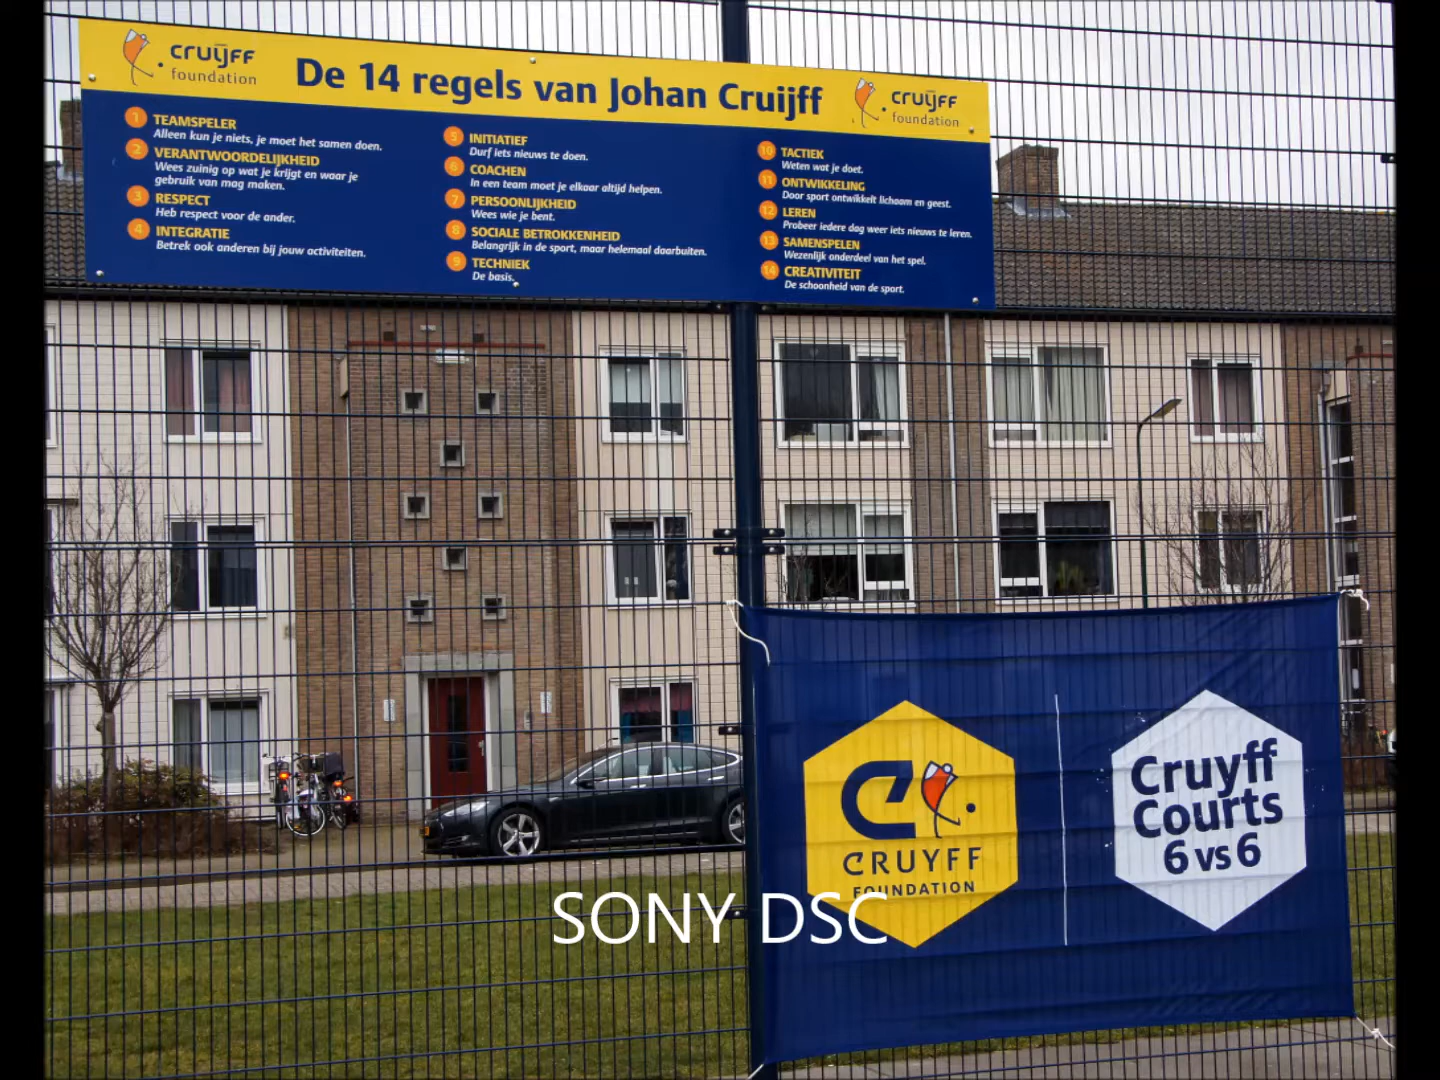 cruyff
foundation
De 14 regels van Johan Cruijff
cruyff
foundation
1 TEAMSPELER
Alleen kun je niets, je moet het samen doen.
2 VERANTWOORDELIJKHEID
Wees zuinig op wat je krijgt en waar je
gebruik van mag maken.
3 RESPECT
Heb respect voor de ander.
4 INTEGRATIE
Betrek ook anderen bij jouw activiteiten.
5 INITIATIEF
Durf iets nieuws te doen.
6 COACHEN
In een team moet je elkaar altijd helpen.
7 PERSOONLIJKHEID
Wees wie je bent.
8 SOCIALE BETROKKENHEID
Belangrijk in de sport, maar helemaal daarbuiten.
9 TECHNIEK
De basis.
10 TACTIEK
Weten wat je doet.
11 ONTWIKKELING
Door sport ontwikkelt lichaam en geest.
12 LEREN
Probeer iedere dag weer iets nieuws te leren.
13 SAMENSPELEN
Wezenlijk onderdeel van het spel.
14 CREATIVITEIT
De schoonheid van de sport.
CRUYFF
FOUNDATION
Cruyff
Courts
6 vs 6
SONY DSC